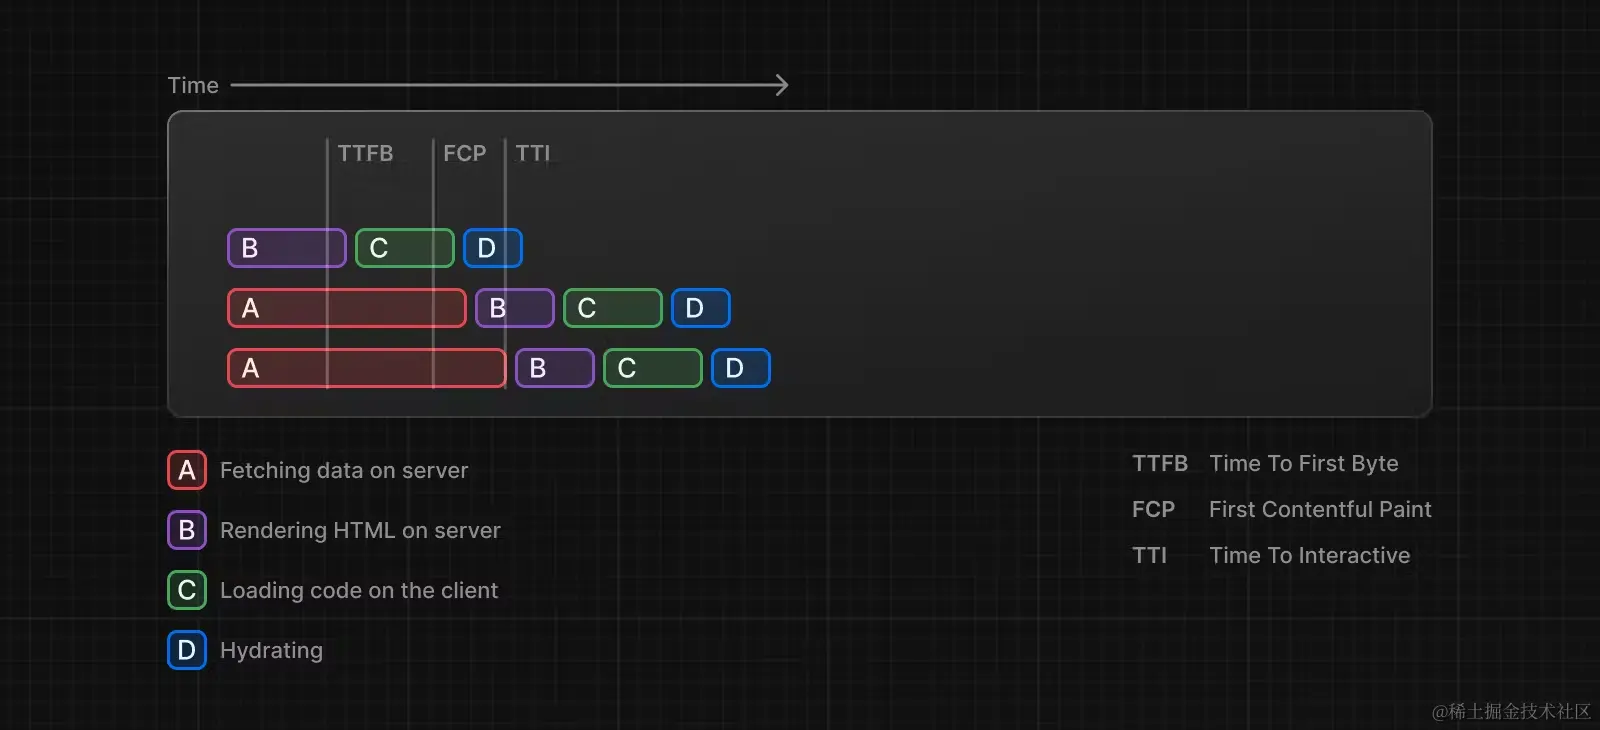 Time
TTFB FCP TTI
B C D
A B C D
A B C D
A Fetching data on server
B Rendering HTML on server
C Loading code on the client
D Hydrating
TTFB Time To First Byte
FCP First Contentful Paint
TTI Time To Interactive
@稀土掘金技术社区